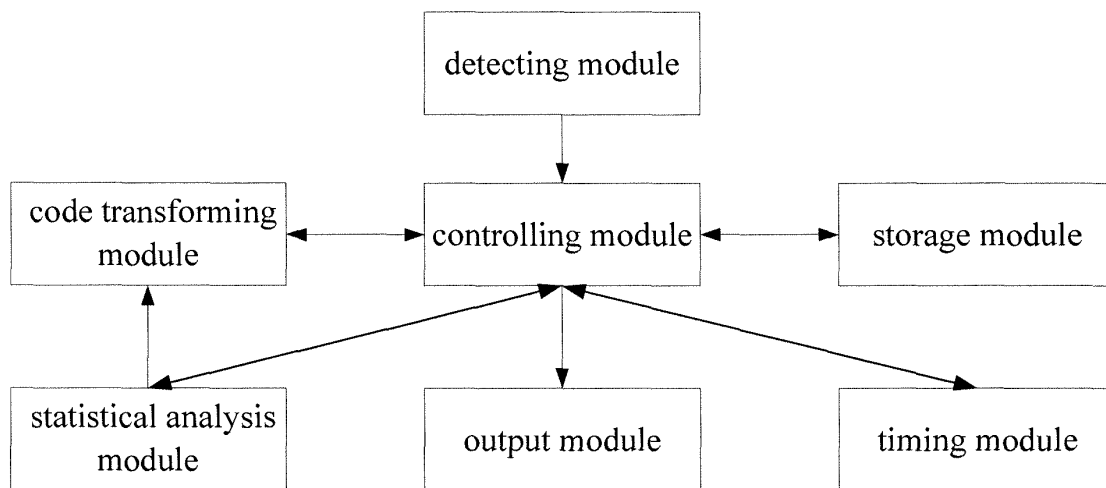 detecting module
code transforming
module
controlling module
storage module
statistical analysis
module
output module
timing module